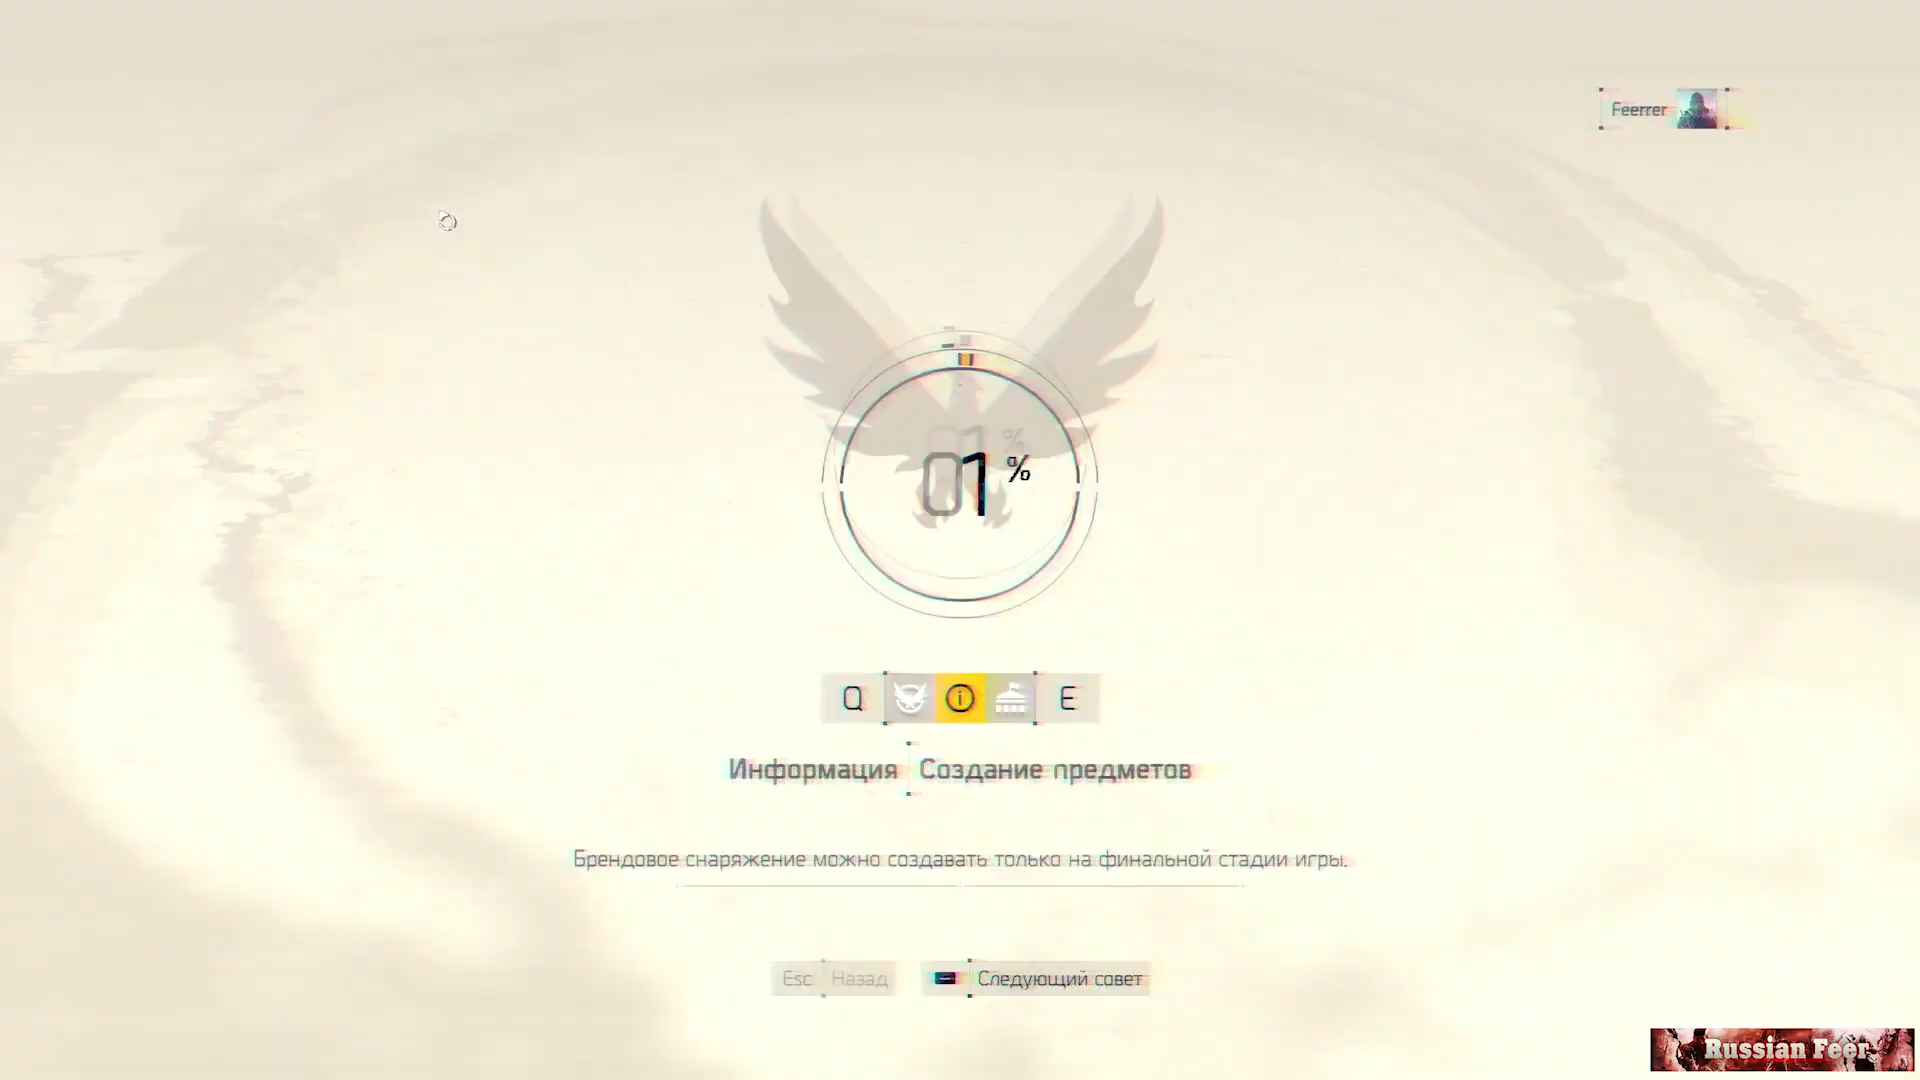 Feerrer
01%
Q E
Информация Создание предметов
Брендовое снаряжение можно создавать только на финальной стадии игры.
Esc Назад Следующий совет
Russian Feer